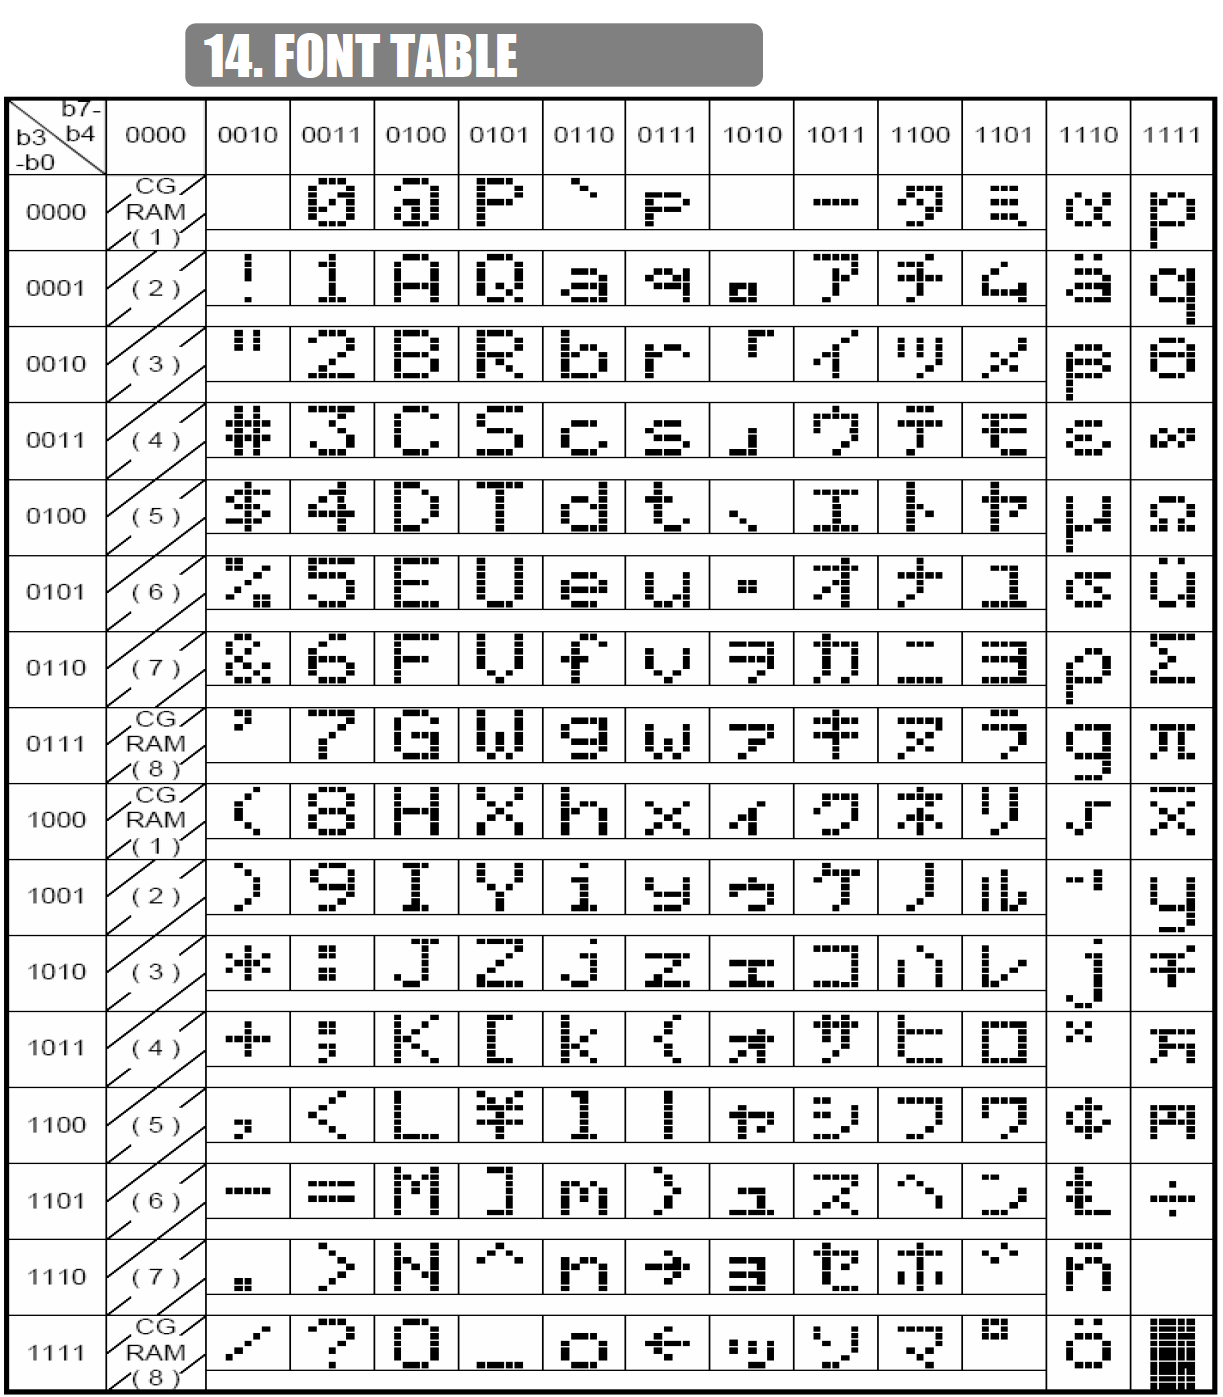 14. FONT TABLE
b7-
b3 b4 0000 0010 0011 0100 0101 0110 0111 1010 1011 1100 1101 1110 1111
-b0
0000 CG RAM (1) 0 @ P ` p ー タ ミ α p
0001 (2) ! 1 A Q a q 。 ア チ ム ä q
0010 (3) " 2 B R b r 「 イ ツ メ β θ
0011 (4) # 3 C S c s 」 ウ テ モ ε ∞
0100 (5) $ 4 D T d t 、 エ ト ヤ μ Ω
0101 (6) % 5 E U e u ・ オ ナ ユ σ ü
0110 (7) & 6 F V f v ヲ カ ニ ヨ ρ Σ
0111 CG RAM (8) ' 7 G W g w ァ キ ヌ ラ g π
1000 CG RAM (1) ( 8 H X h x ィ ク ネ リ √ x̄
1001 (2) ) 9 I Y i y ゥ ケ ノ ル ⁻¹ y
1010 (3) * : J Z j z ェ コ ハ レ j 千
1011 (4) + ; K [ k { ォ サ ヒ ロ ˣ 万
1100 (5) , < L ¥ l | ャ シ フ ワ ¢ 円
1101 (6) - = M ] m } ュ ス ヘ ン ŧ ÷
1110 (7) . > N ^ n → ョ セ ホ ゛ ñ
1111 CG RAM (8) / ? O _ o ← ッ ソ マ ゜ ö █